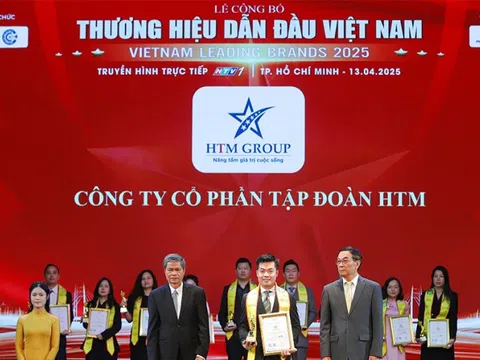 CHỨC
LỄ CÔNG BỐ
THƯƠNG HIỆU DẪN ĐẦU VIỆT NAM
VIETNAM LEADING BRANDS 2025
TRUYỀN HÌNH TRỰC TIẾP HTV1 | TP. HỒ CHÍ MINH - 13.04.2025
HTM GROUP
Nâng tầm giá trị cuộc sống
CÔNG TY CỔ PHẦN TẬP ĐOÀN HTM